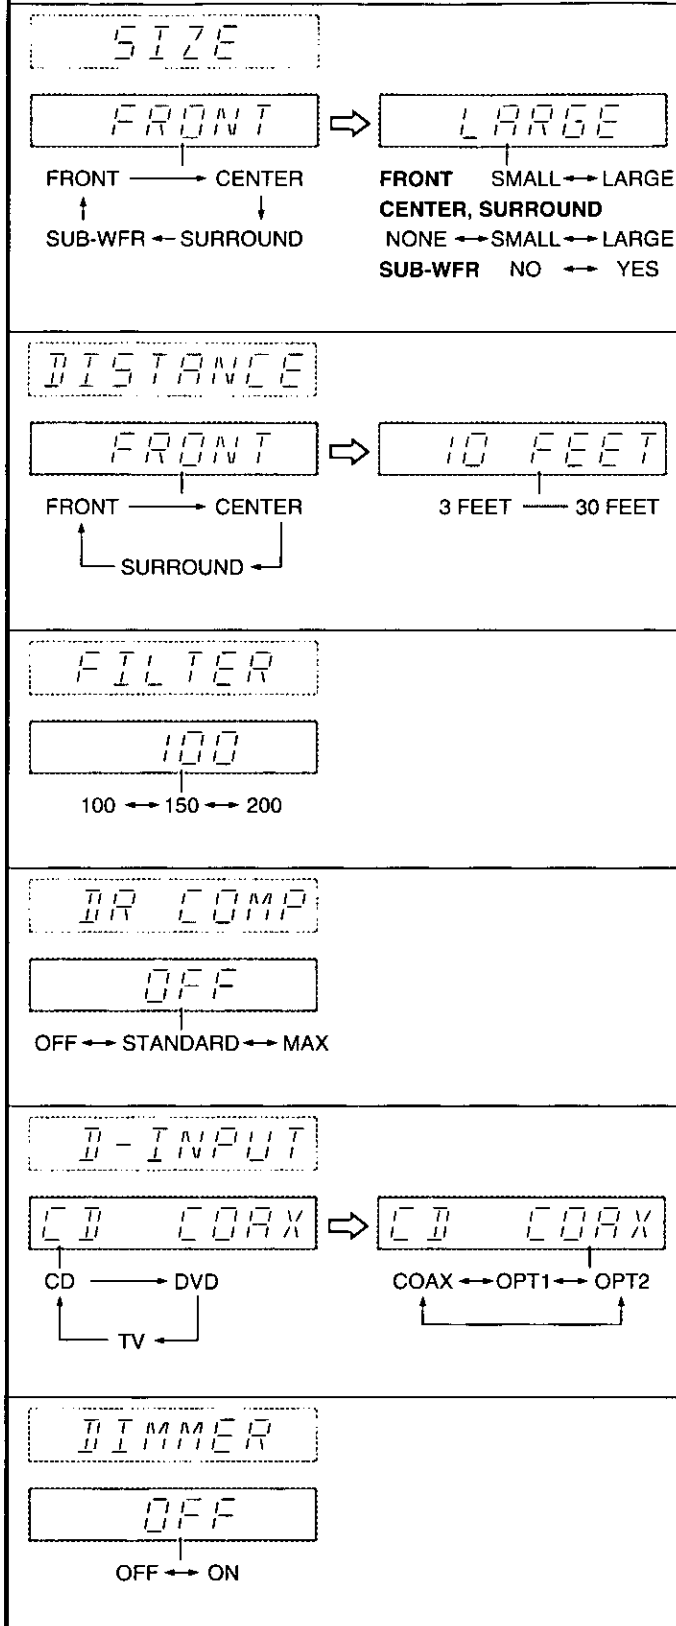 SIZE
FRONT ⇨ LARGE
FRONT → CENTER
SUB-WFR ← SURROUND
FRONT SMALL ↔ LARGE
CENTER, SURROUND
NONE ↔ SMALL ↔ LARGE
SUB-WFR NO ↔ YES
DISTANCE
FRONT ⇨ 10 FEET
FRONT → CENTER
SURROUND
3 FEET — 30 FEET
FILTER
100
100 ↔ 150 ↔ 200
DR COMP
OFF
OFF ↔ STANDARD ↔ MAX
D-INPUT
CD COAX ⇨ CD COAX
CD → DVD
TV
COAX ↔ OPT1 ↔ OPT2
DIMMER
OFF
OFF ↔ ON